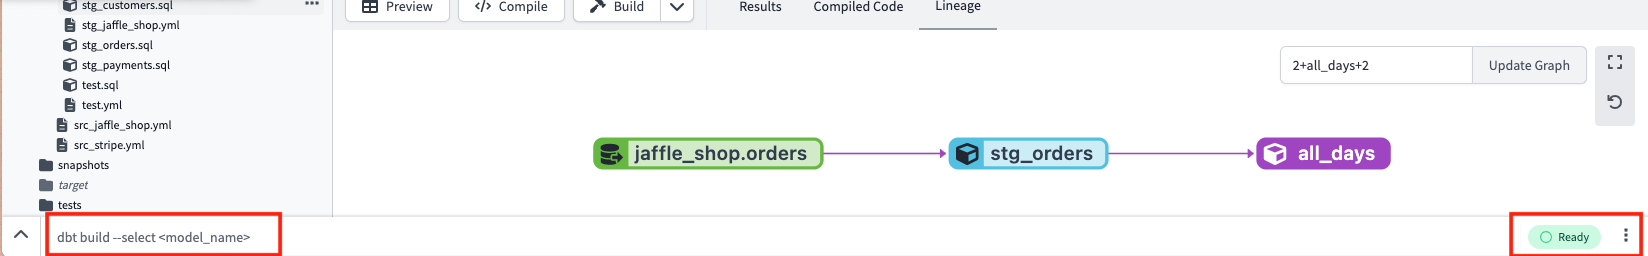 stg_customers.sql
stg_jaffle_shop.yml
stg_orders.sql
stg_payments.sql
test.sql
test.yml
src_jaffle_shop.yml
src_stripe.yml
snapshots
target
tests
Preview
</> Compile
Build
Results
Compiled Code
Lineage
2+all_days+2
Update Graph
jaffle_shop.orders
stg_orders
all_days
dbt build --select <model_name>
Ready